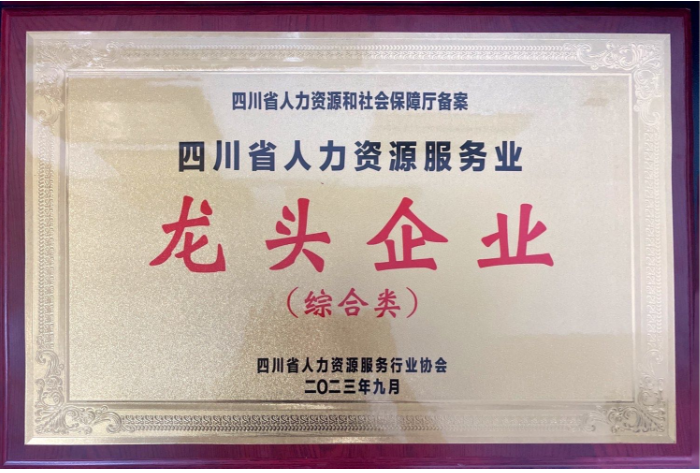 四川省人力资源和社会保障厅备案
四川省人力资源服务业
龙头企业
（综合类）
四川省人力资源服务行业协会
二〇二三年九月